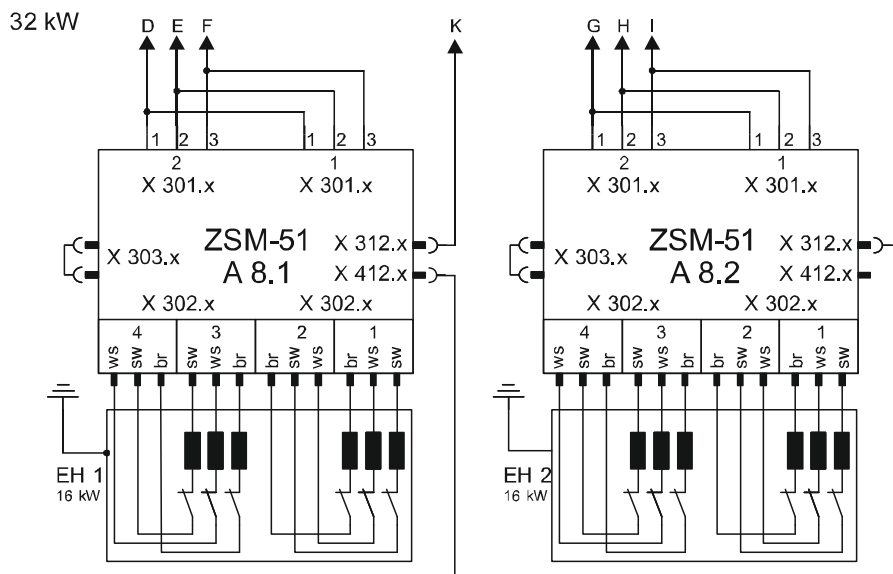 32 kW
D E F K G H I
1 2 3 1 2 3 1 2 3 1 2 3
2 1 2 1
X 301.x X 301.x X 301.x X 301.x
ZSM-51 X 312.x ZSM-51 X 312.x
X 303.x X 303.x
A 8.1 X 412.x A 8.2 X 412.x
X 302.x X 302.x X 302.x X 302.x
4 3 2 1 4 3 2 1
ws sw br sw ws br br sw ws br ws sw ws sw br sw ws br br sw ws br ws sw
EH 1 EH 2
16 kW 16 kW